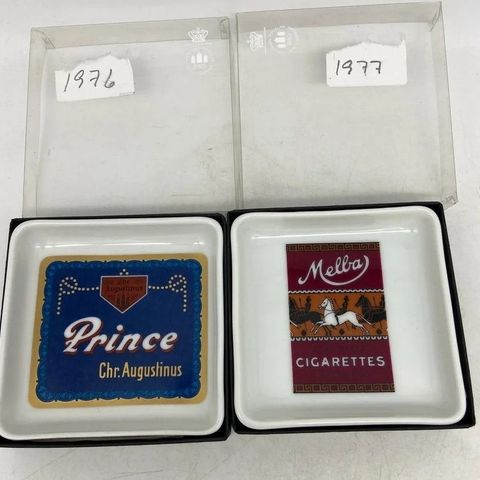 1976
1977
Chr.
Augustinus
Prince
Chr. Augustinus
Melba
CIGARETTES